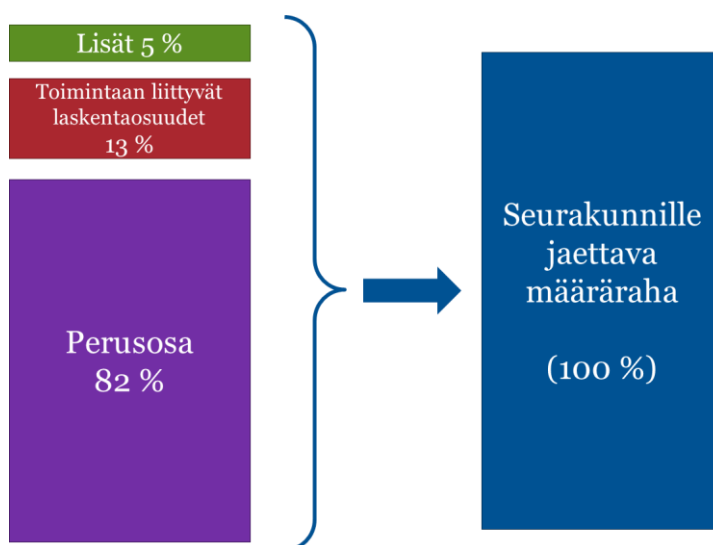 Lisät 5 %
Toimintaan liittyvät
laskentaosuudet
13 %
Perusosa
82 %
Seurakunnille
jaettava
määräraha
(100 %)